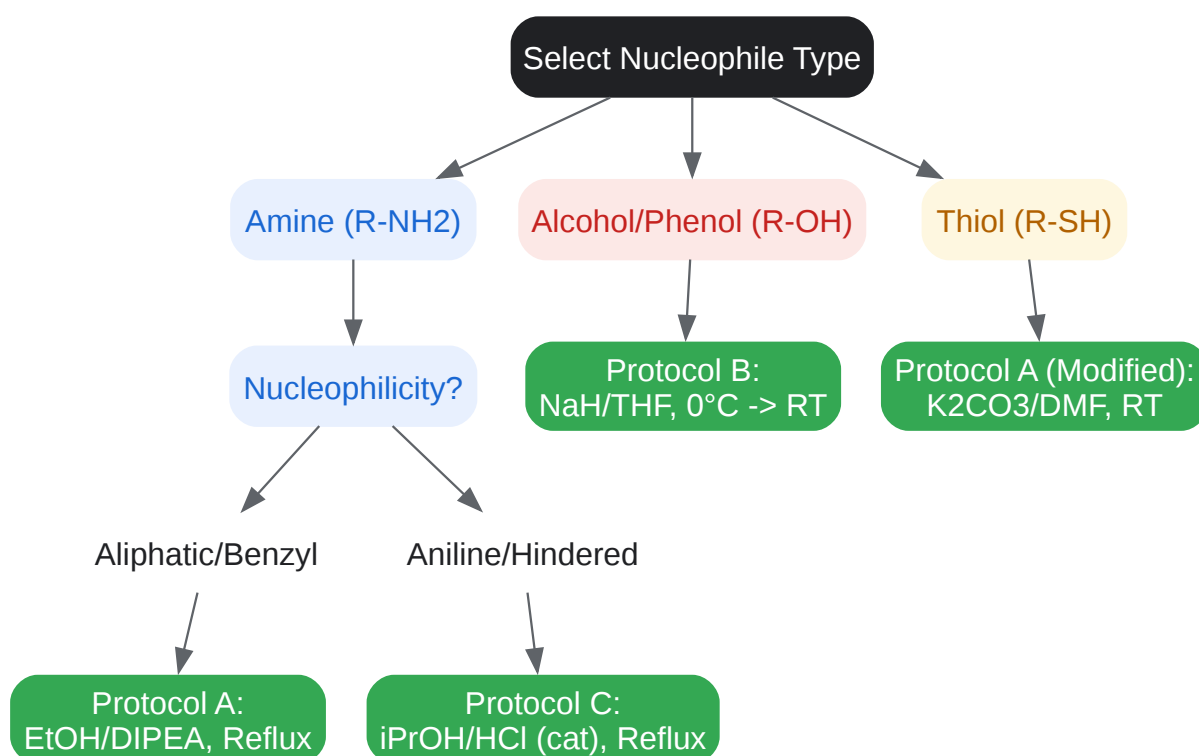 Select Nucleophile Type
Amine (R-NH2)
Alcohol/Phenol (R-OH)
Thiol (R-SH)
Nucleophilicity?
Protocol B:
NaH/THF, 0°C -> RT
Protocol A (Modified):
K2CO3/DMF, RT
Aliphatic/Benzyl
Aniline/Hindered
Protocol A:
EtOH/DIPEA, Reflux
Protocol C:
iPrOH/HCl (cat), Reflux